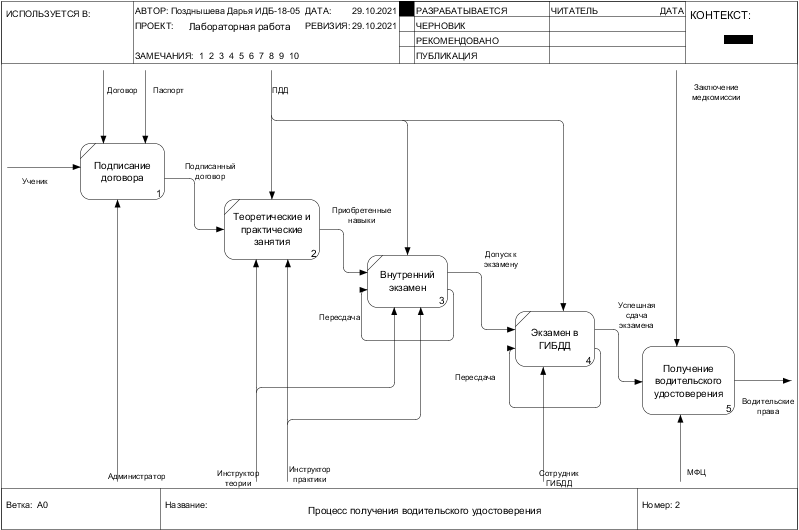 ИСПОЛЬЗУЕТСЯ В:
АВТОР: Позднышева Дарья ИДБ-18-05 ДАТА: 29.10.2021
ПРОЕКТ: Лабораторная работа РЕВИЗИЯ: 29.10.2021
ЗАМЕЧАНИЯ: 1 2 3 4 5 6 7 8 9 10
РАЗРАБАТЫВАЕТСЯ
ЧЕРНОВИК
РЕКОМЕНДОВАНО
ПУБЛИКАЦИЯ
ЧИТАТЕЛЬ ДАТА
КОНТЕКСТ:
Договор
Паспорт
ПДД
Заключение
медкомиссии
Ученик
Подписание
договора
1
Подписанный
договор
Теоретические и
практические
занятия
2
Приобретенные
навыки
Внутренний
экзамен
3
Допуск к
экзамену
Пересдача
Экзамен в
ГИБДД
4
Успешная
сдача
экзамена
Пересдача
Получение
водительского
удостоверения
5
Водительские
права
Администратор
Инструктор
теории
Инструктор
практики
Сотрудник
ГИБДД
МФЦ
Ветка: А0
Название: Процесс получения водительского удостоверения
Номер: 2